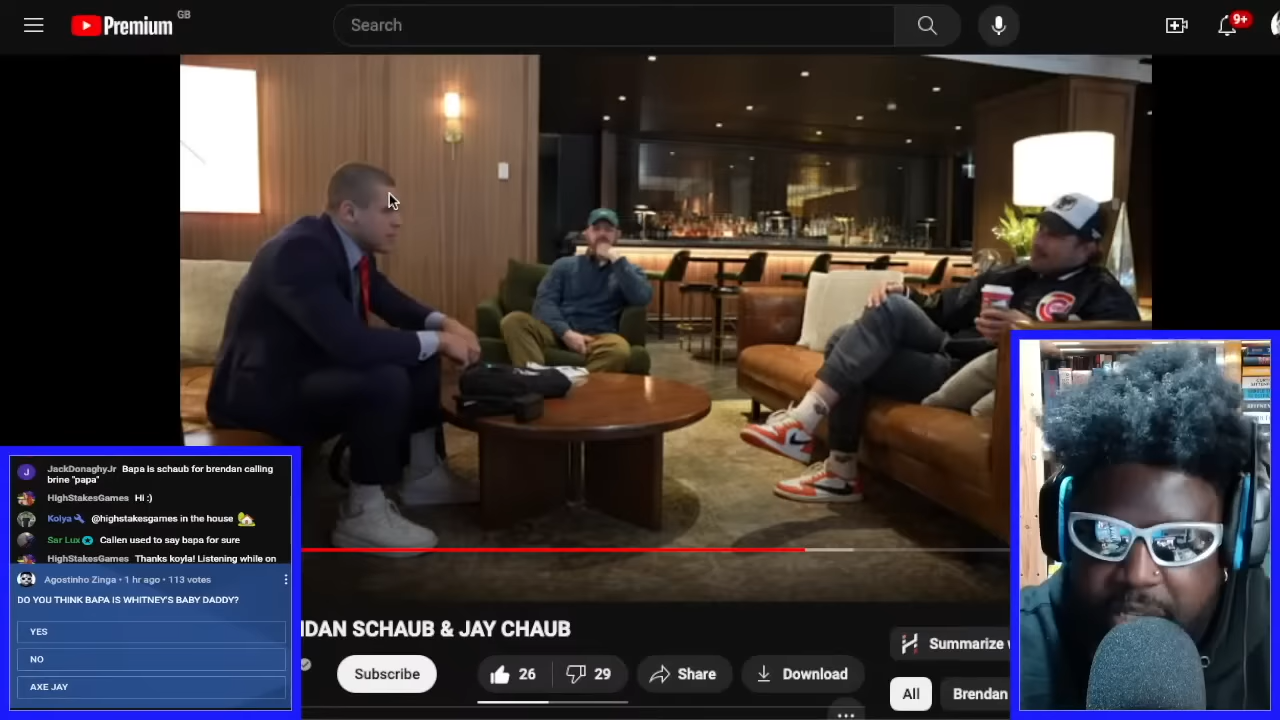 Premium
GB
Search
9+
JackDonaghyJr Bapa is schaub for brendan calling
brine "papa"
HighStakesGames Hi :)
Kolya @highstakesgames in the house
Sar Lux Callen used to say bapa for sure
HighStakesGames Thanks koyla! Listening while on
Agostinho Zinga • 1 hr ago • 113 votes
DO YOU THINK BAPA IS WHITNEY'S BABY DADDY?
YES
NO
AXE JAY
IDAN SCHAUB & JAY CHAUB
Subscribe
26
29
Share
Download
Summarize
All
Brendan